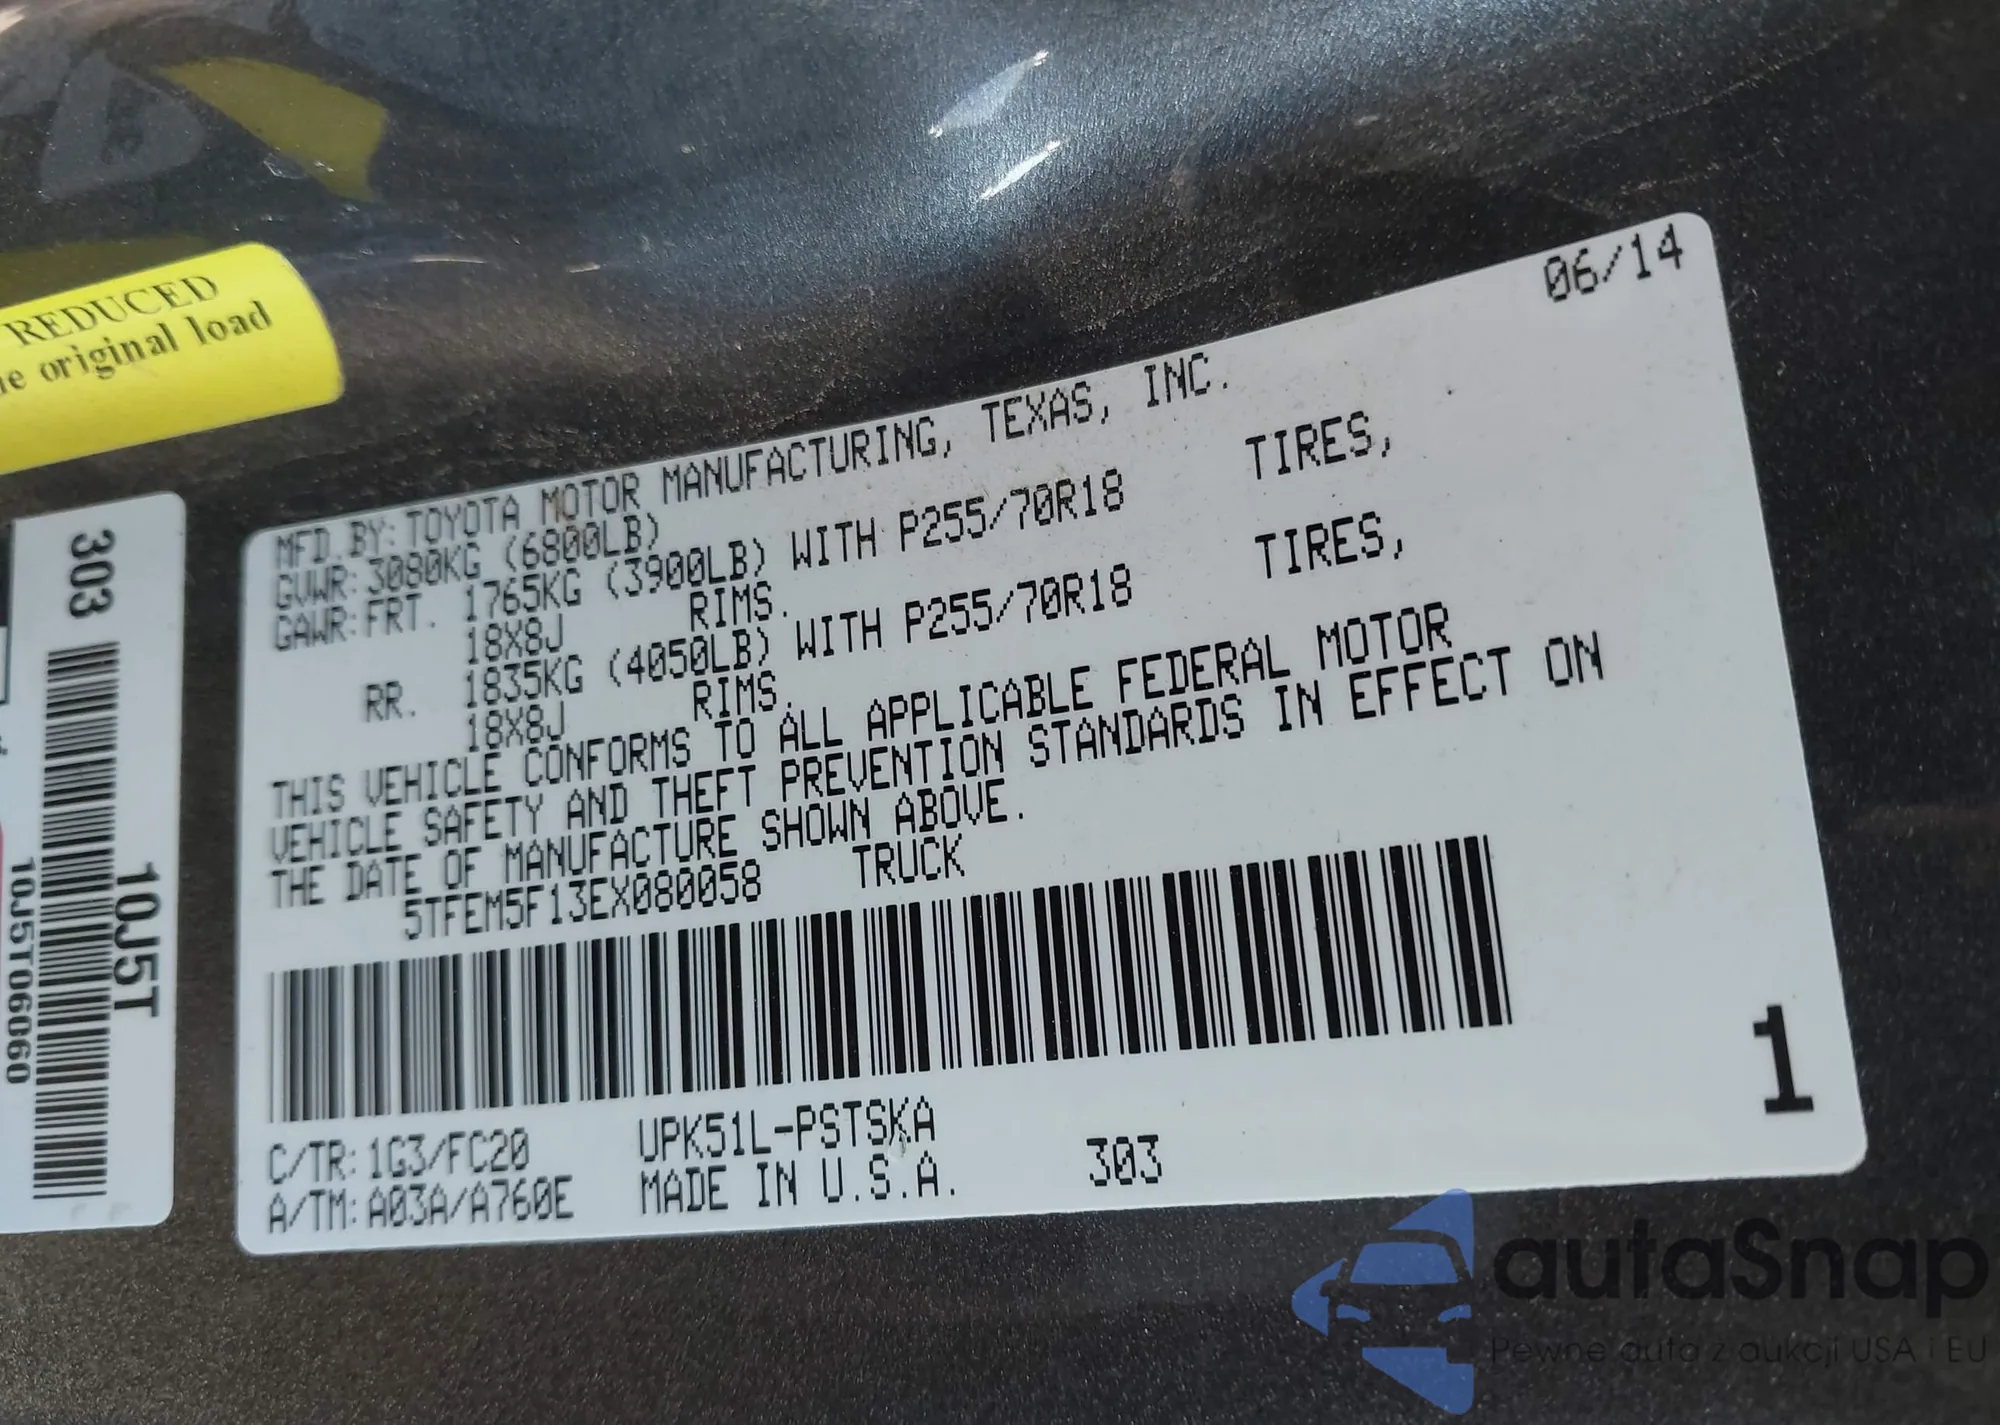 REDUCED
original load
303
10J5T
10J5T06060
06/14
MFD.BY:TOYOTA MOTOR MANUFACTURING, TEXAS, INC.
GVWR:3080KG (6800LB)
GAWR:FRT. 1765KG (3900LB) WITH P255/70R18 TIRES,
18X8J RIMS.
RR. 1835KG (4050LB) WITH P255/70R18 TIRES,
18X8J RIMS.
THIS VEHICLE CONFORMS TO ALL APPLICABLE FEDERAL MOTOR
VEHICLE SAFETY AND THEFT PREVENTION STANDARDS IN EFFECT ON
THE DATE OF MANUFACTURE SHOWN ABOVE.
5TFEM5F13EX080058 TRUCK
C/TR:1G3/FC20 UPK51L-PSTSKA
A/TM:A03A/A760E MADE IN U.S.A. 303
1
autaSnap
Pewne auta z aukcji USA i EU